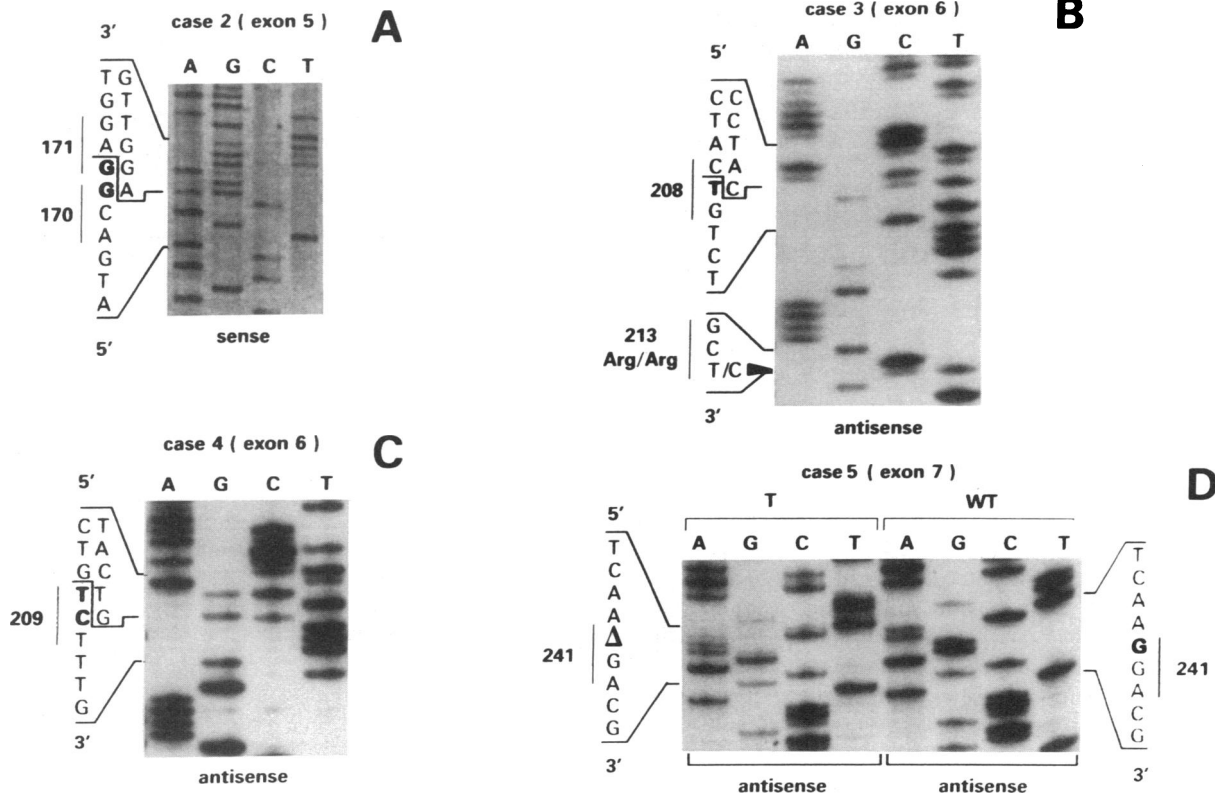 case 2 ( exon 5 )
A
3′
A G C T
T G
G T
G T
A G
G G
G A
C
A
G
T
A
171
170
5′
sense
case 3 ( exon 6 )
B
5′
A G C T
C C
T C
A T
C A
T C
G
T
C
T
208
G
C
T/C
213
Arg/Arg
3′
antisense
case 4 ( exon 6 )
C
5′
A G C T
C T
T A
G C
T T
C G
T
T
T
G
209
3′
antisense
case 5 ( exon 7 )
D
T WT
5′
A G C T A G C T
T
C
A
A
Δ
G
A
C
G
241
3′
T
C
A
A
G
G
A
C
G
241
3′
antisense antisense